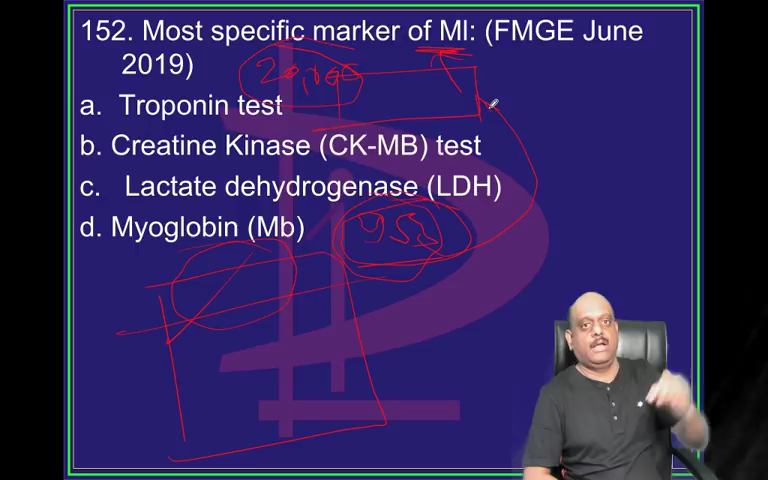 152. Most specific marker of MI: (FMGE June
2019)
a. Troponin test
b. Creatine Kinase (CK-MB) test
c. Lactate dehydrogenase (LDH)
d. Myoglobin (Mb)